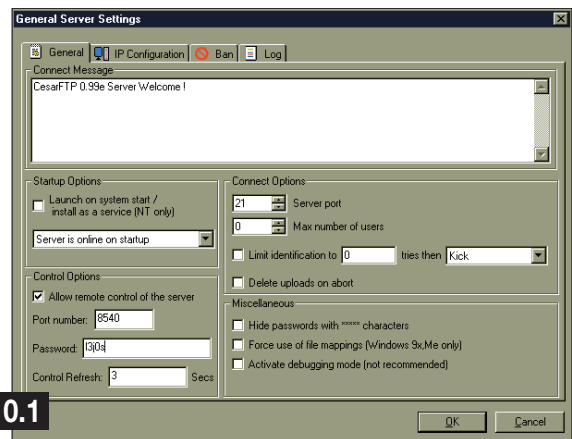 General Server Settings
General IP Configuration Ban Log
Connect Message
CesarFTP 0.99e Server Welcome !
Startup Options
Launch on system start /
install as a service (NT only)
Server is online on startup
Connect Options
21 Server port
0 Max number of users
Limit identification to 0 tries then Kick
Delete uploads on abort
Control Options
Allow remote control of the server
Port number: 8540
Password:
Control Refresh: 3 Secs
Miscellaneous
Hide passwords with ***** characters
Force use of file mappings (Windows 9x,Me only)
Activate debugging mode (not recommended)
0.1
OK Cancel